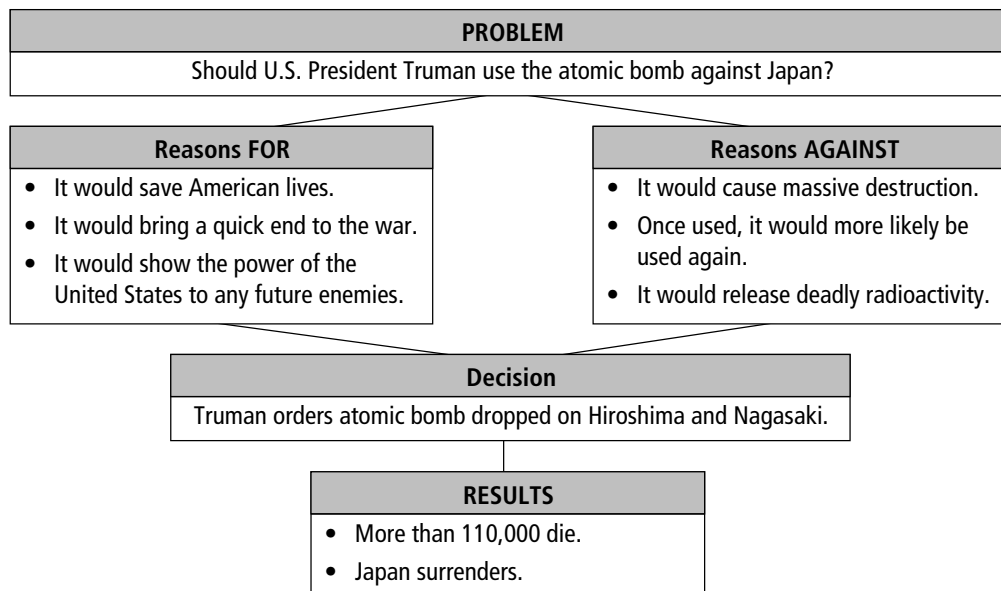 PROBLEM
Should U.S. President Truman use the atomic bomb against Japan?
Reasons FOR
• It would save American lives.
• It would bring a quick end to the war.
• It would show the power of the
United States to any future enemies.
Reasons AGAINST
• It would cause massive destruction.
• Once used, it would more likely be
used again.
• It would release deadly radioactivity.
Decision
Truman orders atomic bomb dropped on Hiroshima and Nagasaki.
RESULTS
• More than 110,000 die.
• Japan surrenders.